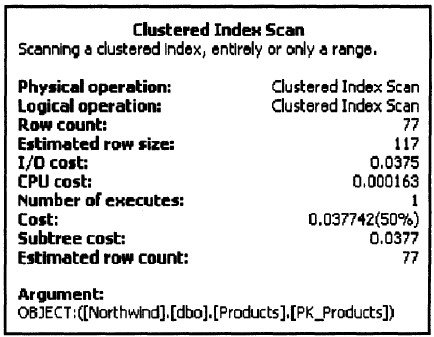 Clustered Index Scan
Scanning a clustered index, entirely or only a range.
Physical operation: Clustered Index Scan
Logical operation: Clustered Index Scan
Row count: 77
Estimated row size: 117
I/O cost: 0.0375
CPU cost: 0.000163
Number of executes: 1
Cost: 0.037742(50%)
Subtree cost: 0.0377
Estimated row count: 77
Argument:
OBJECT:([Northwind].[dbo].[Products].[PK_Products])